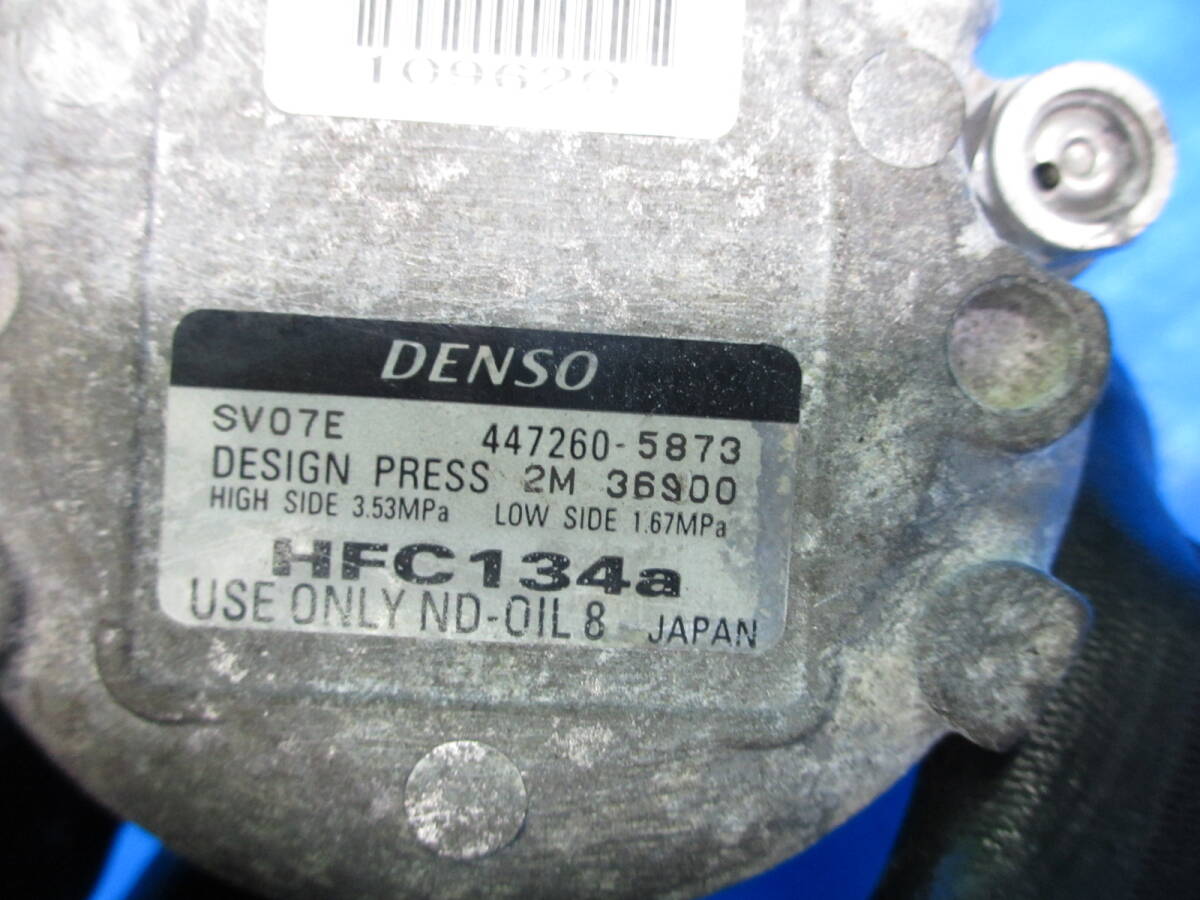 109620
DENSO
SV07E 447260-5873
DESIGN PRESS 2M 36900
HIGH SIDE 3.53MPa LOW SIDE 1.67MPa
HFC134a
USE ONLY ND-OIL 8 JAPAN